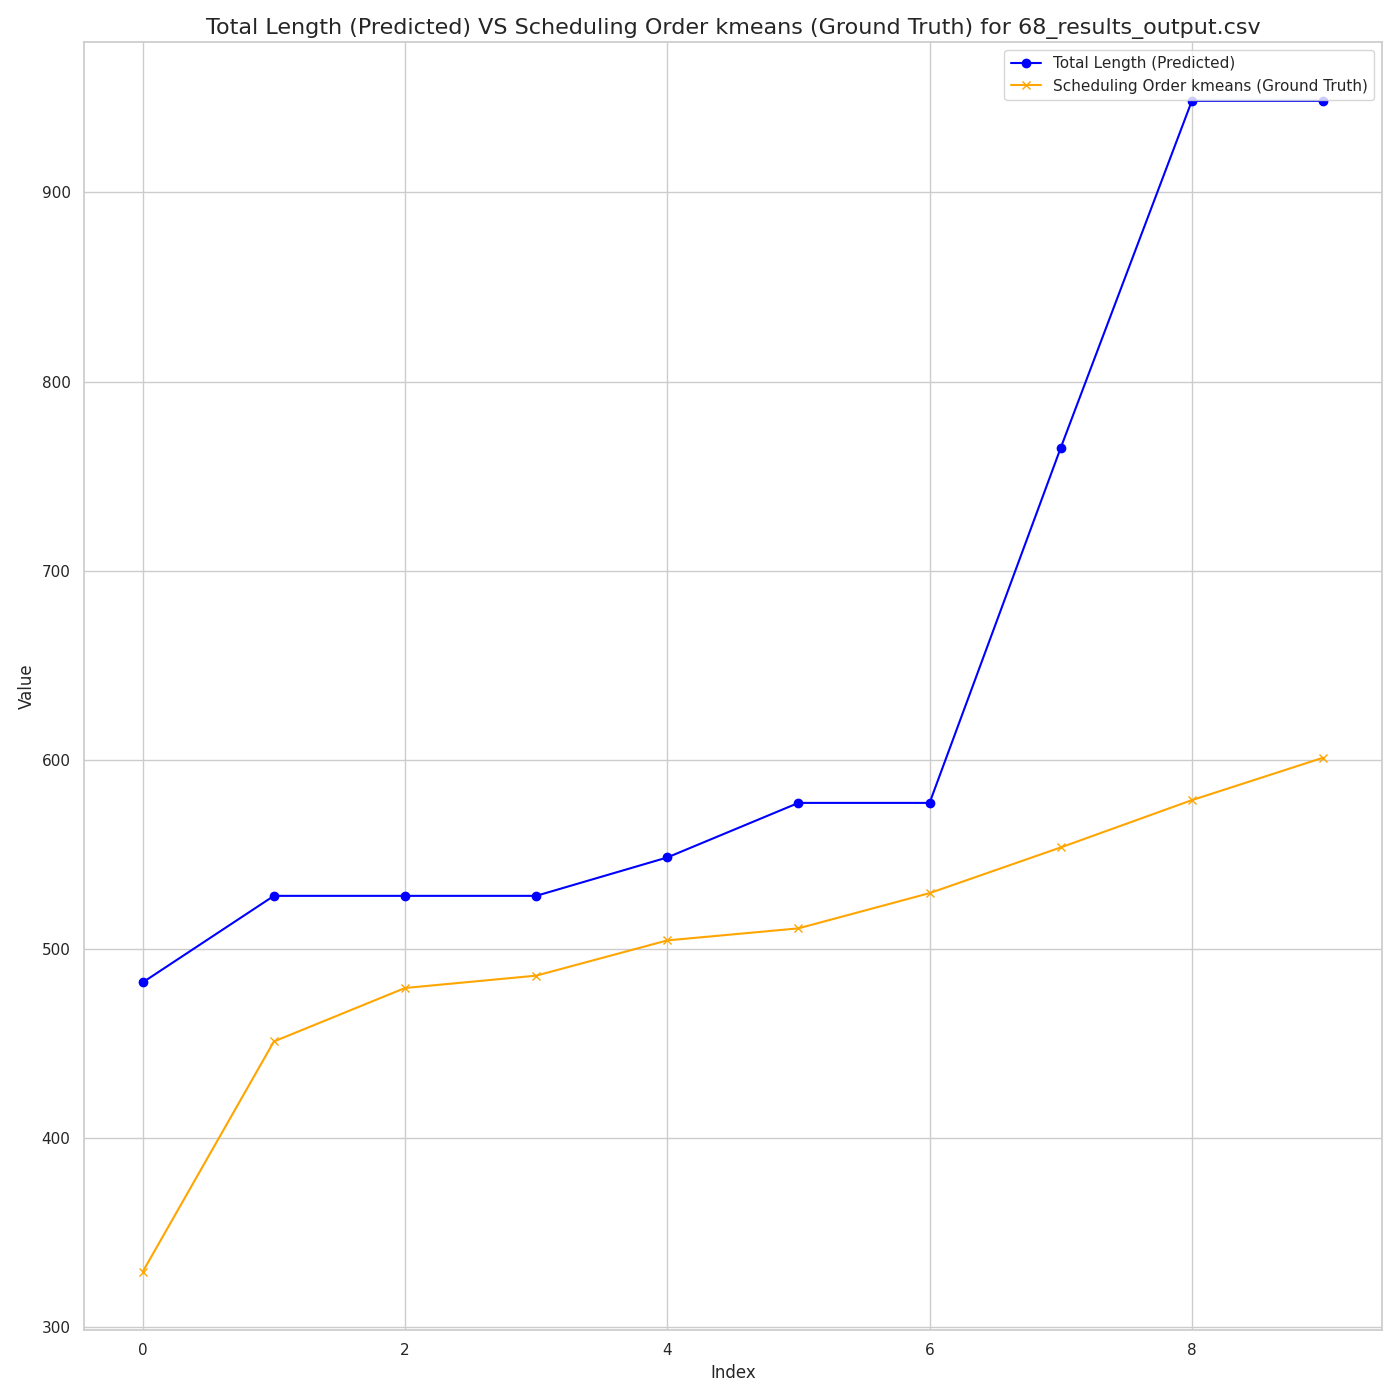 Total Length (Predicted) VS Scheduling Order kmeans (Ground Truth) for 68_results_output.csv
Total Length (Predicted)
Scheduling Order kmeans (Ground Truth)
900
800
700
600
500
400
300
Value
0 2 4 6 8
Index